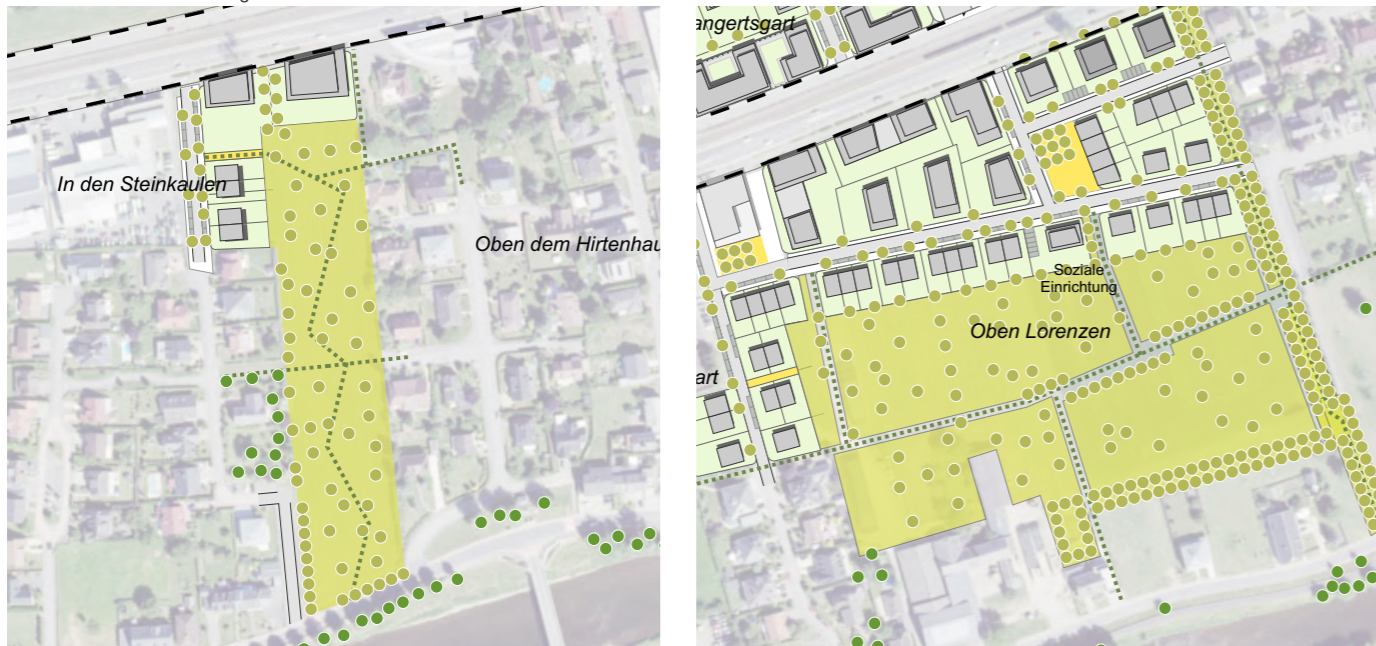 In den Steinkaulen
Oben dem Hirtenhau
angertsgart
Soziale
Einrichtung
Oben Lorenzen
art